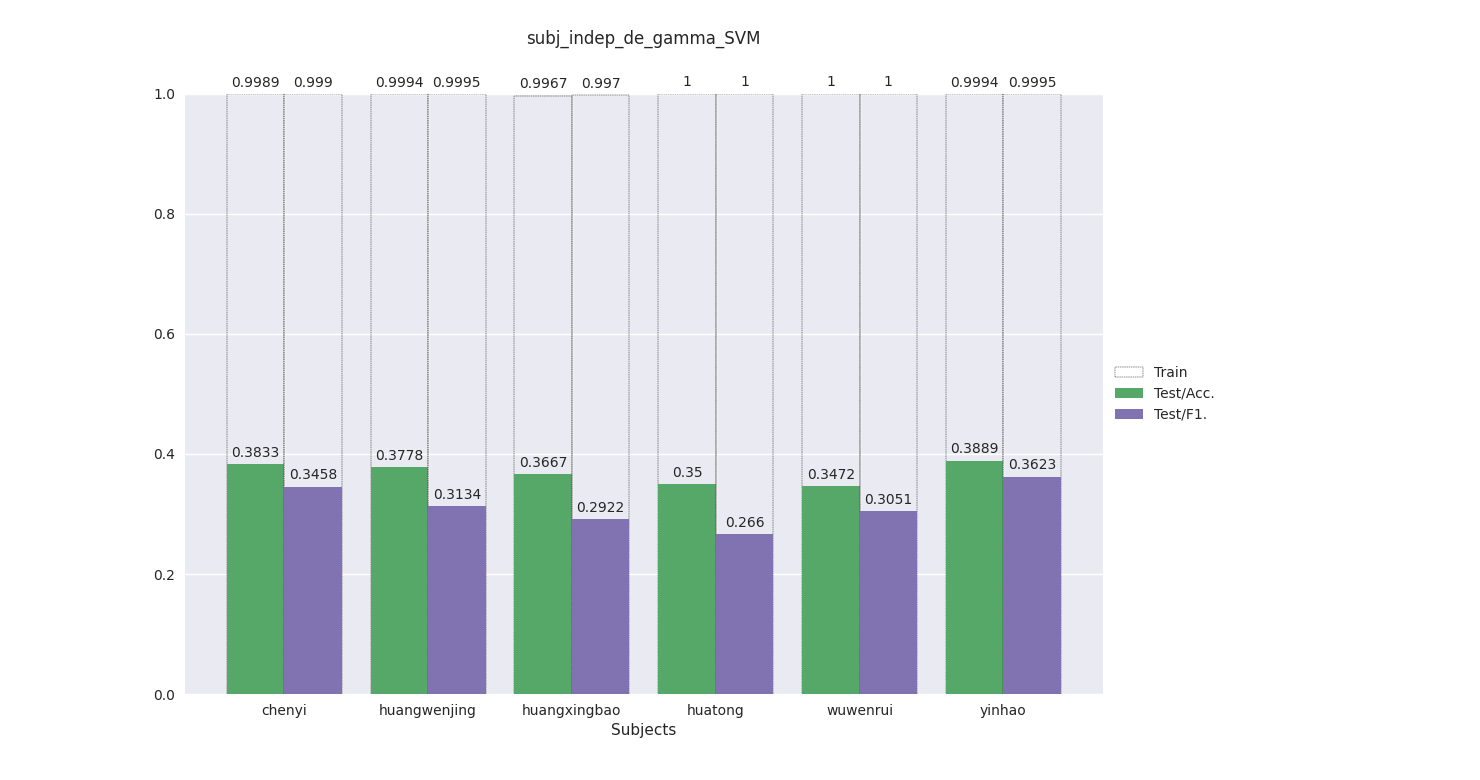 subj_indep_de_gamma_SVM
0.9989 0.999 0.9994 0.9995 0.9967 0.997 1 1 1 1 0.9994 0.9995
1.0
0.8
0.6
0.4
0.2
0.0
0.3833 0.3458 0.3778 0.3134 0.3667 0.2922 0.35 0.266 0.3472 0.3051 0.3889 0.3623
chenyi huangwenjing huangxingbao huatong wuwenrui yinhao
Subjects
Train
Test/Acc.
Test/F1.